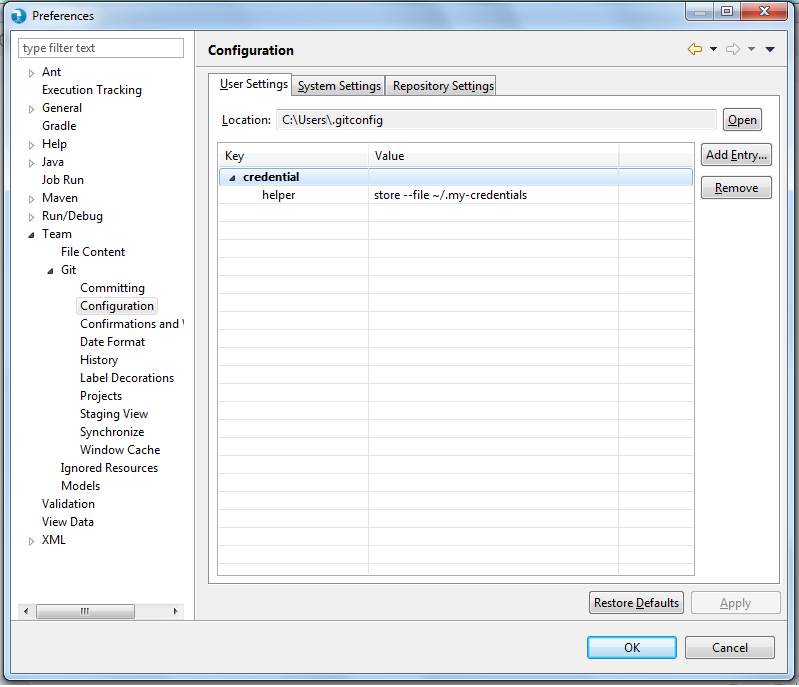 Preferences
type filter text
Ant
Execution Tracking
General
Gradle
Help
Java
Job Run
Maven
Run/Debug
Team
File Content
Git
Committing
Configuration
Confirmations and
Date Format
History
Label Decorations
Projects
Staging View
Synchronize
Window Cache
Ignored Resources
Models
Validation
View Data
XML
Configuration
User Settings System Settings Repository Settings
Location: C:\Users\.gitconfig Open
Key Value
credential
helper store --file ~/.my-credentials
Add Entry...
Remove
Restore Defaults Apply
OK Cancel